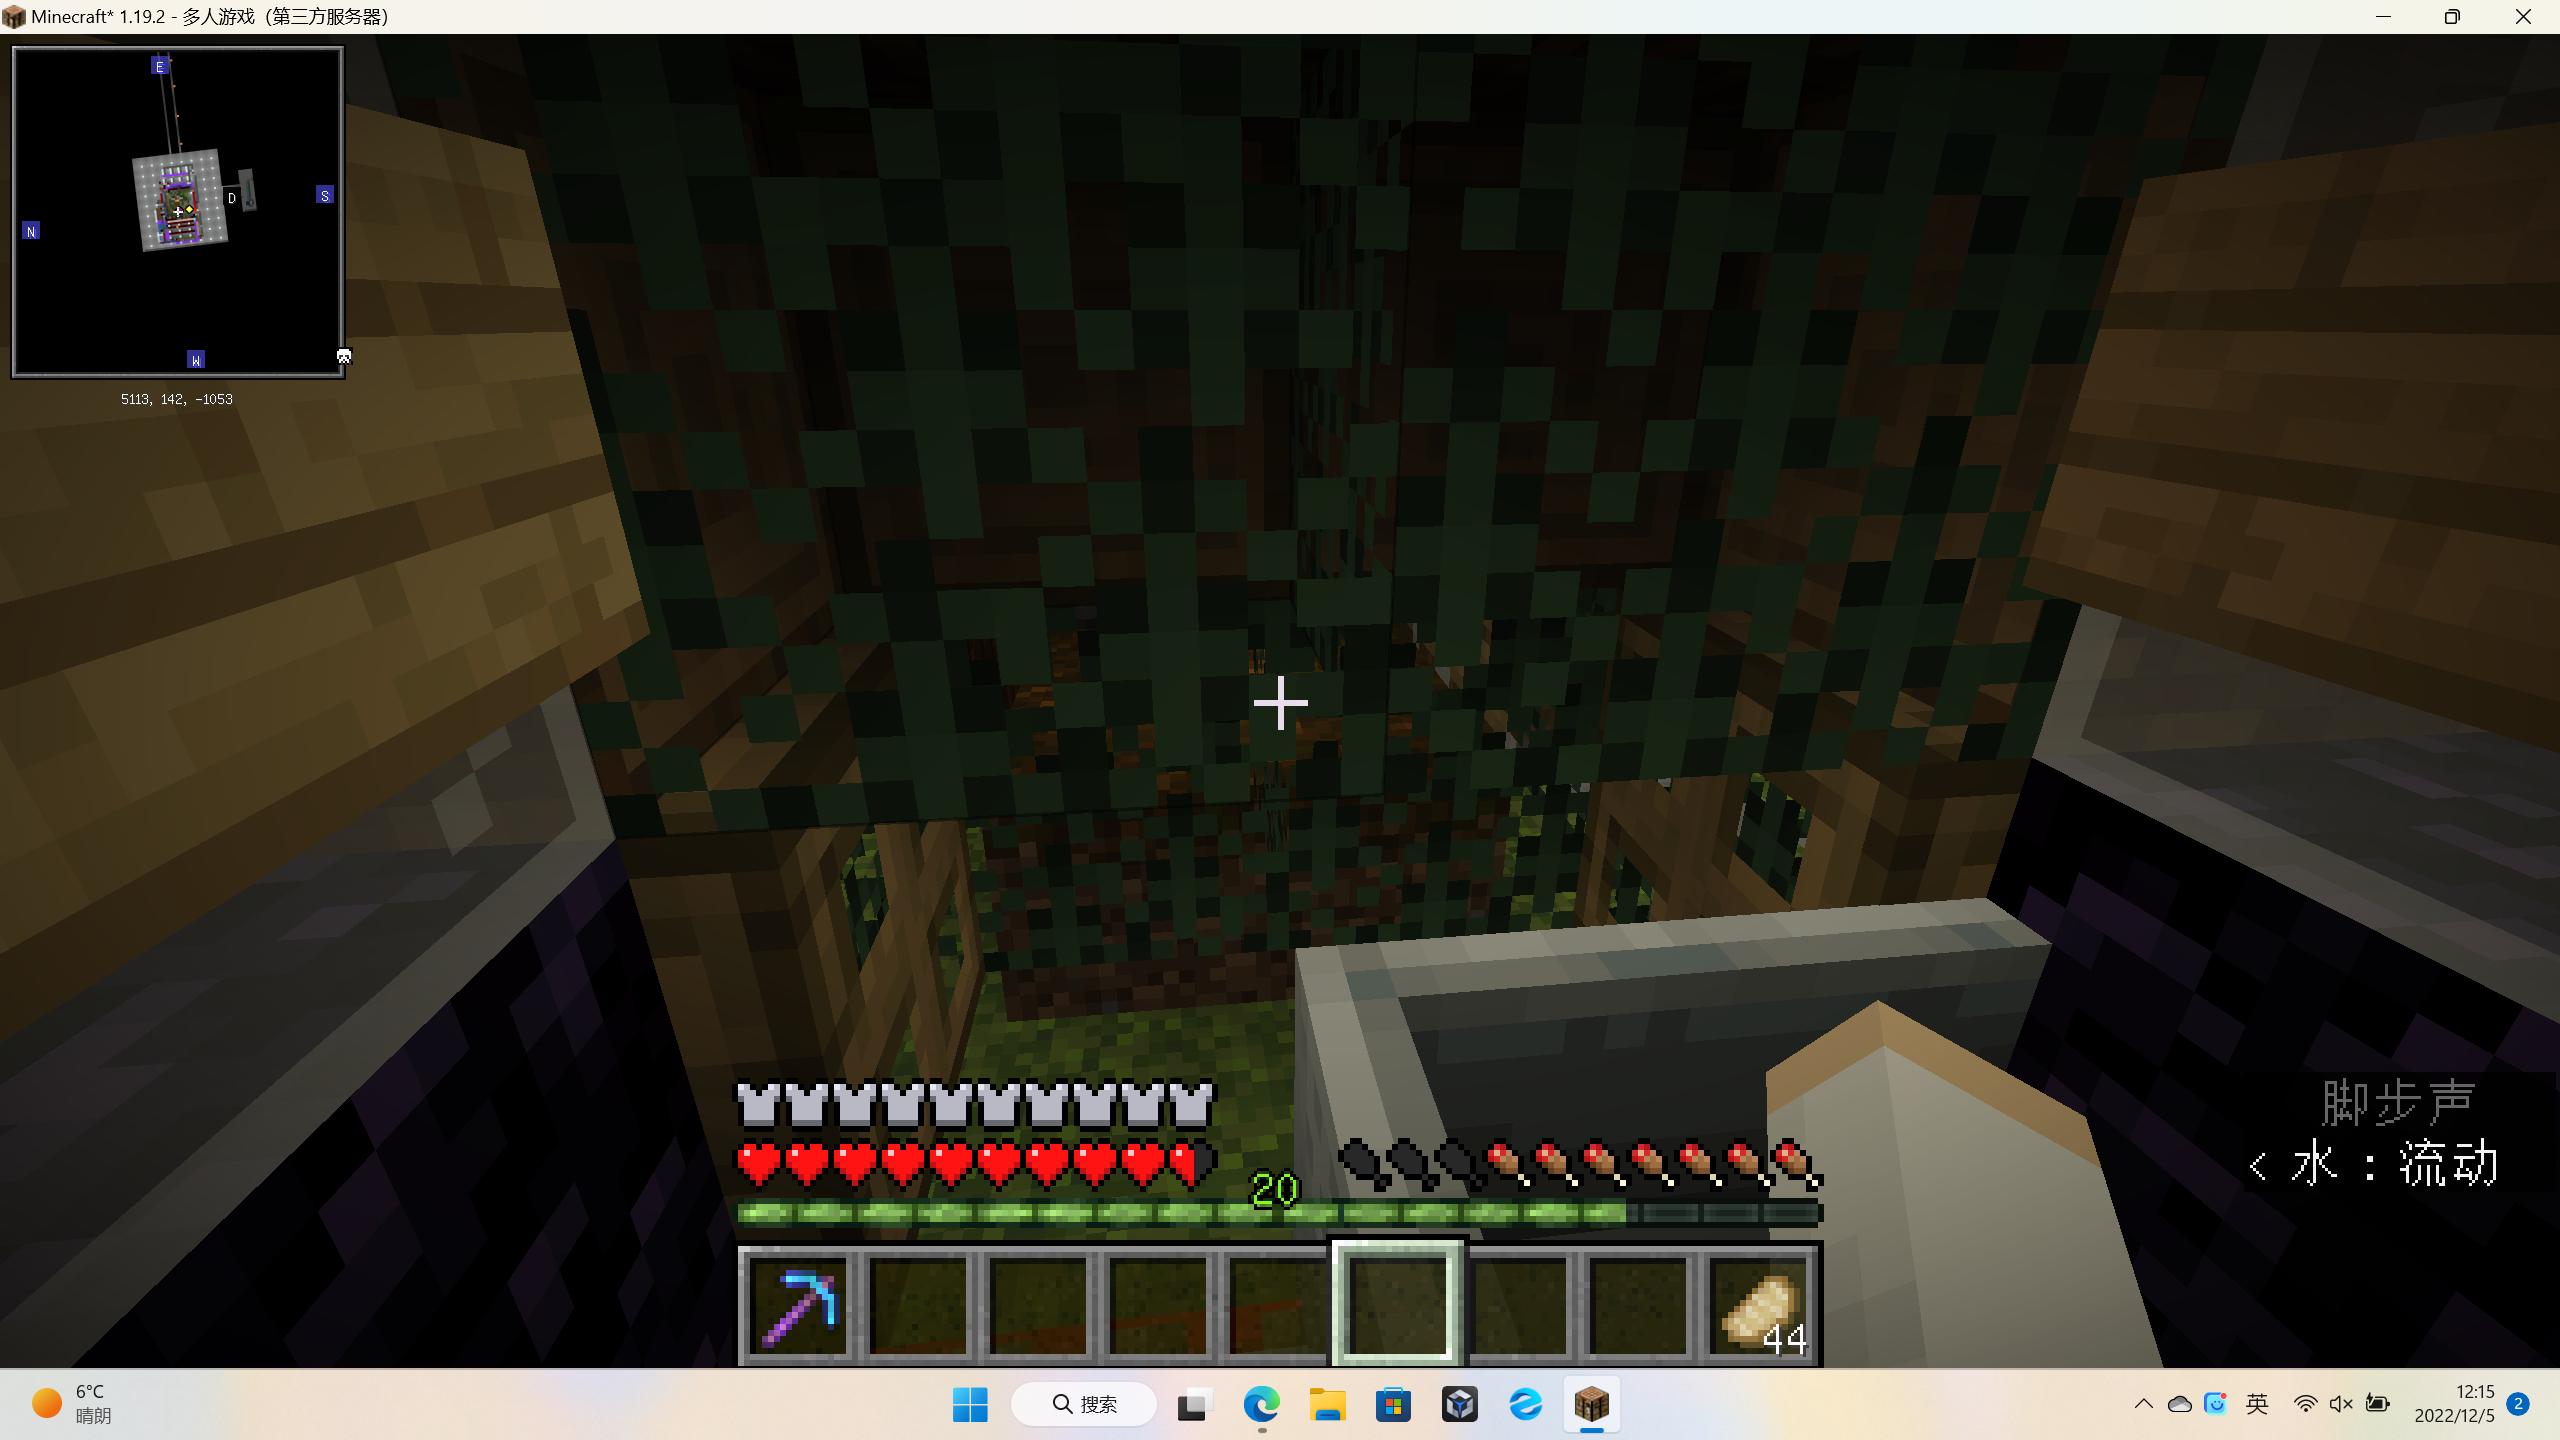 Minecraft* 1.19.2 - 多人游戏（第三方服务器）
E
D
S
N
W
5113, 142, -1053
脚步声
< 水：流动
20
44
6°C
晴朗
搜索
英
12:15
2022/12/5
2